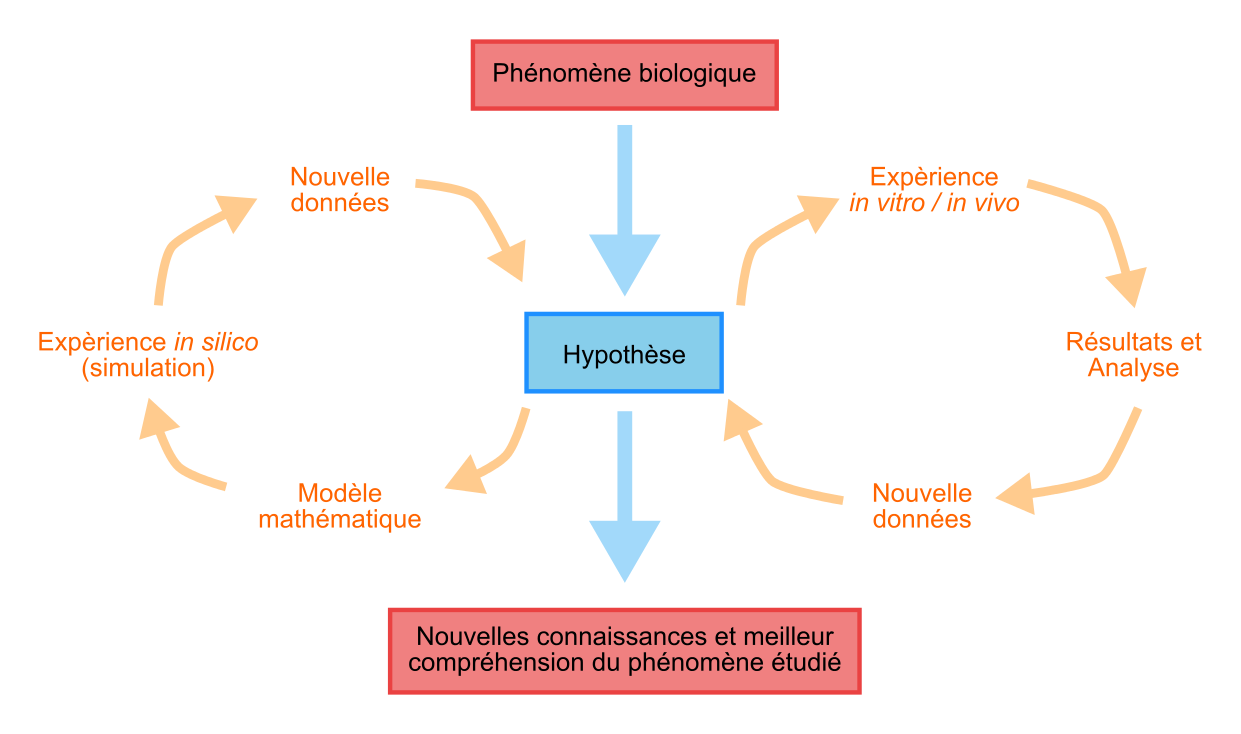 Phénomène biologique
Nouvelle
données
Expèrience
in vitro / in vivo
Expèrience in silico
(simulation)
Hypothèse
Résultats et
Analyse
Modèle
mathématique
Nouvelle
données
Nouvelles connaissances et meilleur
compréhension du phénomène étudié